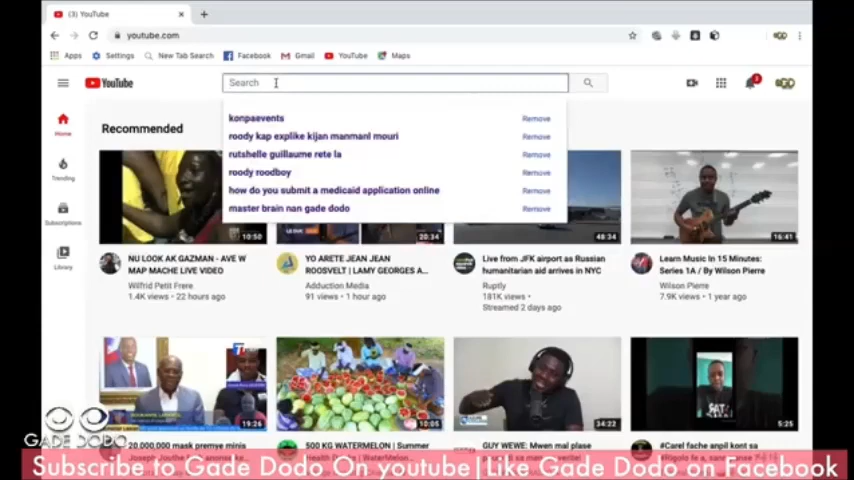 (3) YouTube
youtube.com
Apps Settings New Tab Search Facebook Gmail YouTube Maps
YouTube
Search
2
konpaevents Remove
roody kap explike kijan manmanl mouri Remove
rutshelle guillaume rete la Remove
roody roodboy Remove
how do you submit a medicaid application online Remove
master brain nan gade dodo Remove
Home
Trending
Subscriptions
Library
Recommended
10:50
20:34
48:34
16:41
NU LOOK AK GAZMAN - AVE W
MAP MACHE LIVE VIDEO
Wilfrid Petit Frere
1.4K views • 22 hours ago
YO ARETE JEAN JEAN
ROOSVELT | LAMY GEORGES A...
Adduction Media
91 views • 1 hour ago
Live from JFK airport as Russian
humanitarian aid arrives in NYC
Ruptly
181K views •
Streamed 2 days ago
Learn Music In 15 Minutes:
Series 1A / By Wilson Pierre
Wilson Pierre
7.9K views • 1 year ago
19:26
10:05
34:22
5:25
20,000,000 mask premye minis
Joseph Jouthe
500 KG WATERMELON | Summer
GUY WEWE: Mwen mal plase
#Carel fache anpil kont sa
GADE DODO
Subscribe to Gade Dodo On youtube|Like Gade Dodo on Facebook